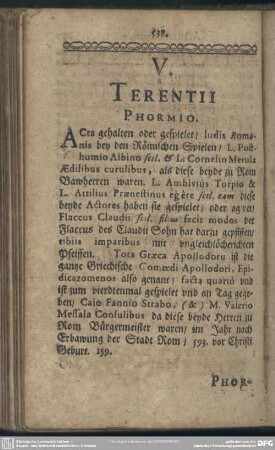 538.
V.
TERENTII
PHORMIO.
ACta gehalten oder gespielet/ ludis Roma-
nis bey den Römischen Spielen/ L. Post-
humio Albino scil. & L. Cornelio Merula
Ædilibus curulibus, als diese beyde zu Rom
Bawherren waren. L. Ambivius Turpio &
L. Attilius Prænestinus egêre scil. eam diese
beyde Actores haben sie gespielet/ oder
Flaccus Claudii scil. filius fecit modos der
Flaccus des Claudii Sohn hat darzu gepfiffen/
tibiis imparibus mit ungleichlöcherichten
Pfeiffen. Tota Græca Apollodoru ist die
gantze Griechische Comœdi Apollodori, Epi-
dicazomenos also genant/ facta quartò und
ist zum vierdtenmal gespielet und an Tag gege-
ben/ Caio Fannio Strabo, (&) M. Valerio
Messala Consulibus da diese beyde Herren zu
Rom Bürgermeister waren/ im Jahr nach
Erbawung der Stadt Rom/ 593. vor Christi
Geburt. 159.
PHOR-